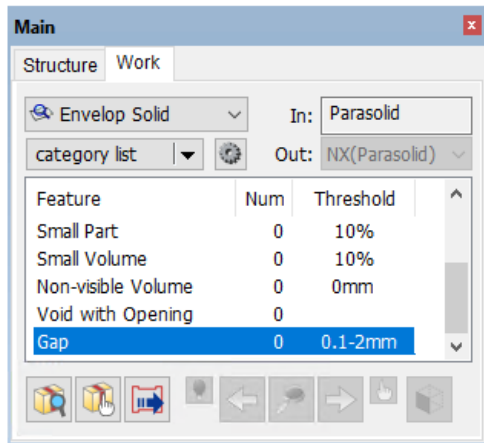 Main
Structure Work
Envelop Solid In: Parasolid
category list Out: NX(Parasolid)
Feature Num Threshold
Small Part 0 10%
Small Volume 0 10%
Non-visible Volume 0 0mm
Void with Opening 0
Gap 0 0.1-2mm